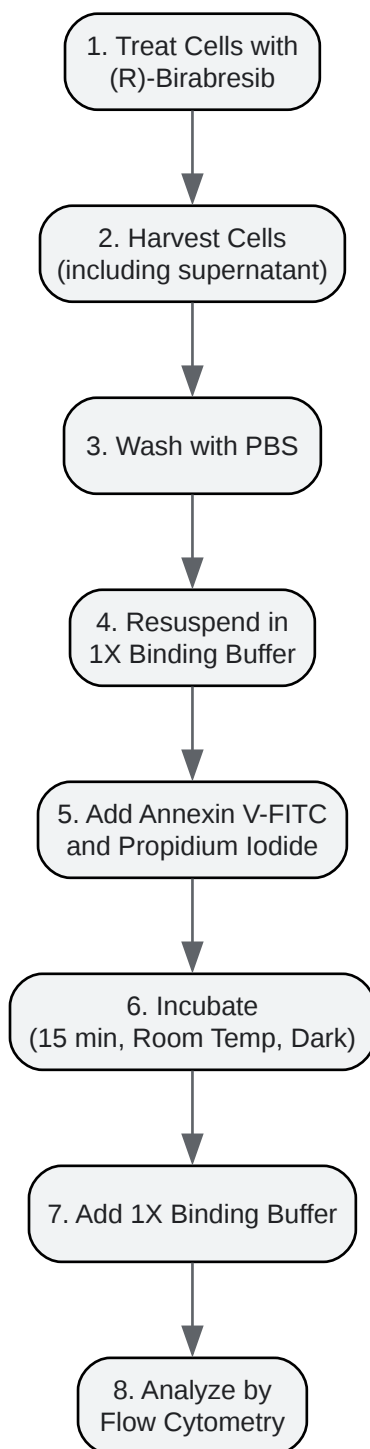 1. Treat Cells with
(R)-Birabresib
2. Harvest Cells
(including supernatant)
3. Wash with PBS
4. Resuspend in
1X Binding Buffer
5. Add Annexin V-FITC
and Propidium Iodide
6. Incubate
(15 min, Room Temp, Dark)
7. Add 1X Binding Buffer
8. Analyze by
Flow Cytometry